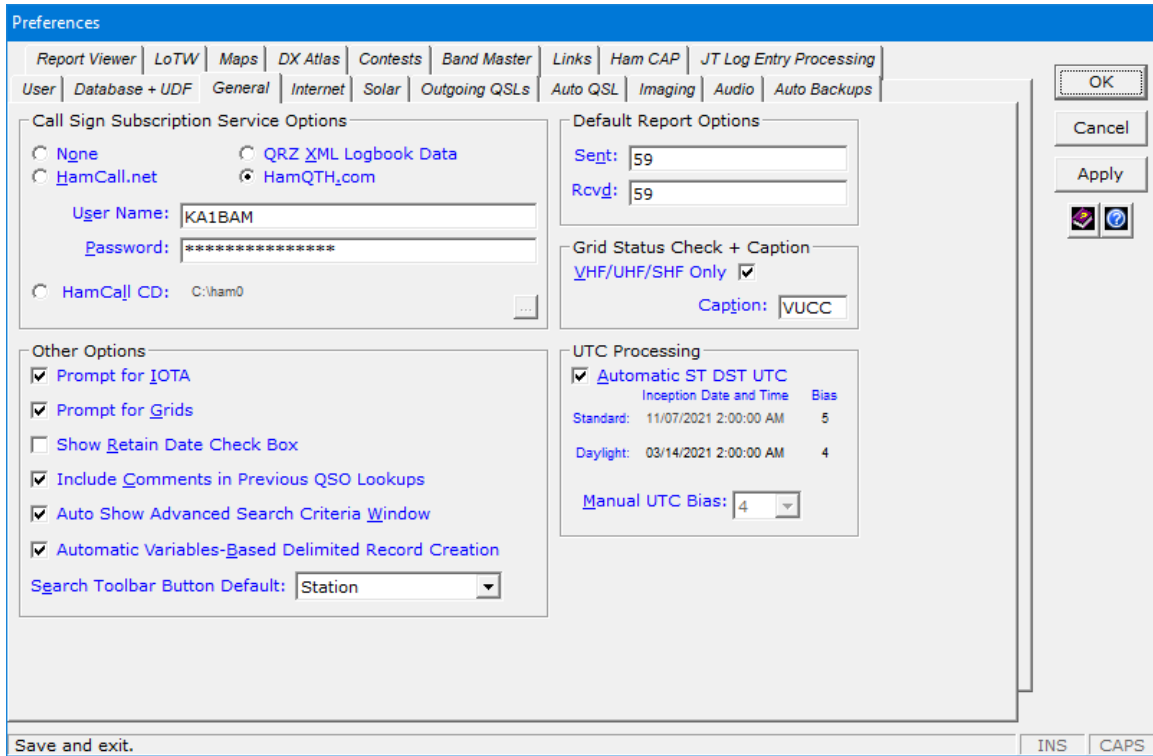 Preferences
Report Viewer LoTW Maps DX Atlas Contests Band Master Links Ham CAP JT Log Entry Processing
User Database + UDF General Internet Solar Outgoing QSLs Auto QSL Imaging Audio Auto Backups
OK
Cancel
Apply
Call Sign Subscription Service Options
None QRZ XML Logbook Data
HamCall.net HamQTH.com
User Name: KA1BAM
Password: ***************
HamCall CD: C:\ham0
...
Default Report Options
Sent: 59
Rcvd: 59
Grid Status Check + Caption
VHF/UHF/SHF Only
Caption: VUCC
Other Options
Prompt for IOTA
Prompt for Grids
Show Retain Date Check Box
Include Comments in Previous QSO Lookups
Auto Show Advanced Search Criteria Window
Automatic Variables-Based Delimited Record Creation
Search Toolbar Button Default: Station
UTC Processing
Automatic ST DST UTC
Inception Date and Time Bias
Standard: 11/07/2021 2:00:00 AM 5
Daylight: 03/14/2021 2:00:00 AM 4
Manual UTC Bias: 4
Save and exit. INS CAPS